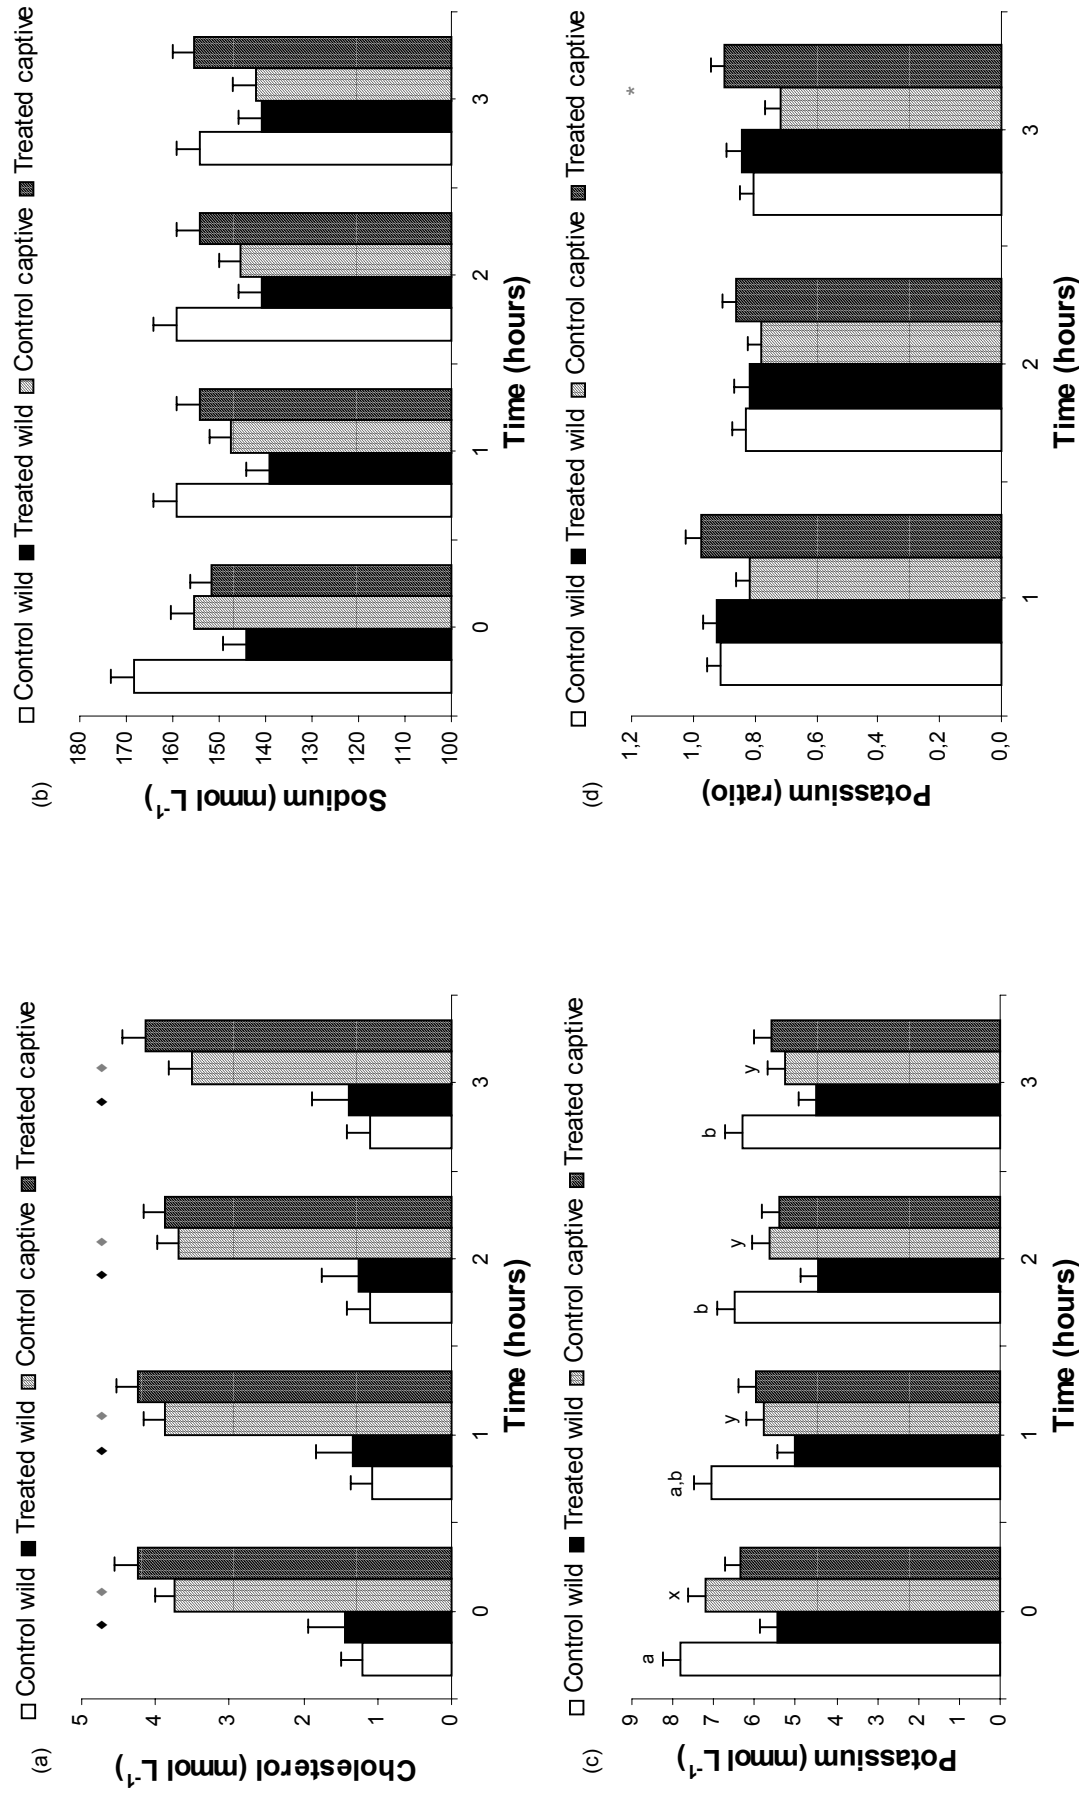 (a)
□ Control wild ■ Treated wild ▨ Control captive ▩ Treated captive
Cholesterol (mmol L⁻¹)
5
4
3
2
1
0
♦ ♦ ♦ ♦ ♦ ♦ ♦ ♦
0 1 2 3
Time (hours)
(b)
□ Control wild ■ Treated wild ▨ Control captive ▩ Treated captive
Sodium (mmol L⁻¹)
180
170
160
150
140
130
120
110
100
0 1 2 3
Time (hours)
(c)
□ Control wild ■ Treated wild ▨ Control captive ▩ Treated captive
Potassium (mmol L⁻¹)
9
8
7
6
5
4
3
2
1
0
a x a,b y b y b y
0 1 2 3
Time (hours)
(d)
□ Control wild ■ Treated wild ▨ Control captive ▩ Treated captive
Potassium (ratio)
1,2
1,0
0,8
0,6
0,4
0,2
0,0
*
1 2 3
Time (hours)